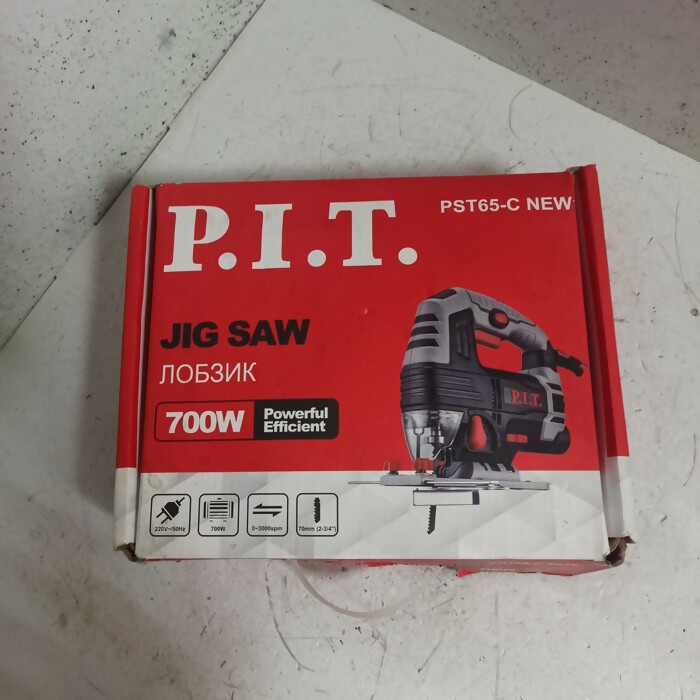 P.I.T.
PST65-C NEW
JIG SAW
ЛОБЗИК
700W
Powerful
Efficient
P.I.T.
220V~/50Hz
700W
0-3000spm
70mm (2-3/4")